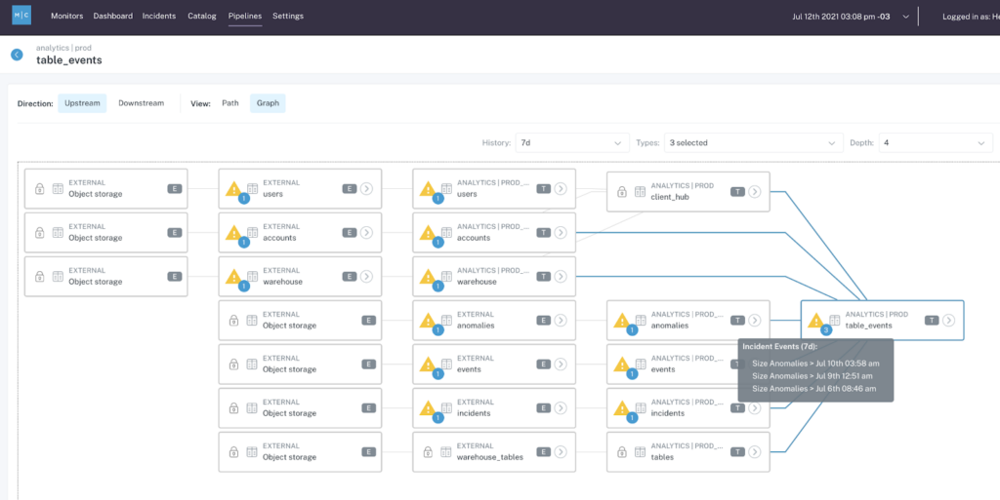 M C
Monitors Dashboard Incidents Catalog Pipelines Settings
Jul 12th 2021 03:08 pm -03
Logged in as: He
analytics | prod
table_events
Direction: Upstream Downstream View: Path Graph
History: 7d Types: 3 selected Depth: 4
EXTERNAL
Object storage
E
EXTERNAL
users
E
1
ANALYTICS | PROD_...
users
T
1
ANALYTICS | PROD
client_hub
T
EXTERNAL
Object storage
E
EXTERNAL
accounts
E
1
ANALYTICS | PROD_...
accounts
T
1
EXTERNAL
Object storage
E
EXTERNAL
warehouse
E
1
ANALYTICS | PROD_...
warehouse
T
1
EXTERNAL
Object storage
E
EXTERNAL
anomalies
E
1
ANALYTICS | PROD_...
anomalies
T
1
ANALYTICS | PROD
table_events
T
3
EXTERNAL
Object storage
E
EXTERNAL
events
E
1
ANALYTICS | PROD_...
events
1
Incident Events (7d):
Size Anomalies > Jul 10th 03:58 am
Size Anomalies > Jul 9th 12:51 am
Size Anomalies > Jul 6th 08:46 am
EXTERNAL
Object storage
E
EXTERNAL
incidents
E
1
ANALYTICS | PROD_...
incidents
T
1
EXTERNAL
Object storage
E
EXTERNAL
warehouse_tables
E
ANALYTICS | PROD_...
tables
T